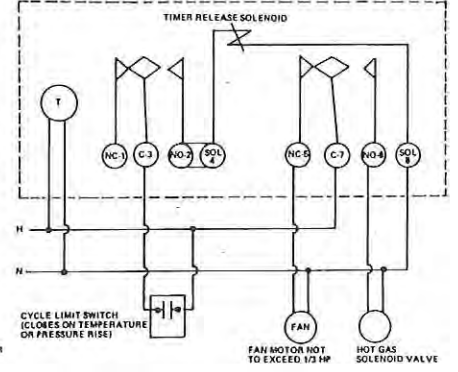 TIMER RELEASE SOLENOID
T
NC-1
C-3
NO-2
SOL
4
NC-5
C-7
NO-6
SOL
8
H
N
CYCLE LIMIT SWITCH
(CLOSES ON TEMPERATURE
OR PRESSURE RISE)
FAN
FAN MOTOR NOT
TO EXCEED 1/3 HP
HOT GAS
SOLENOID VALVE